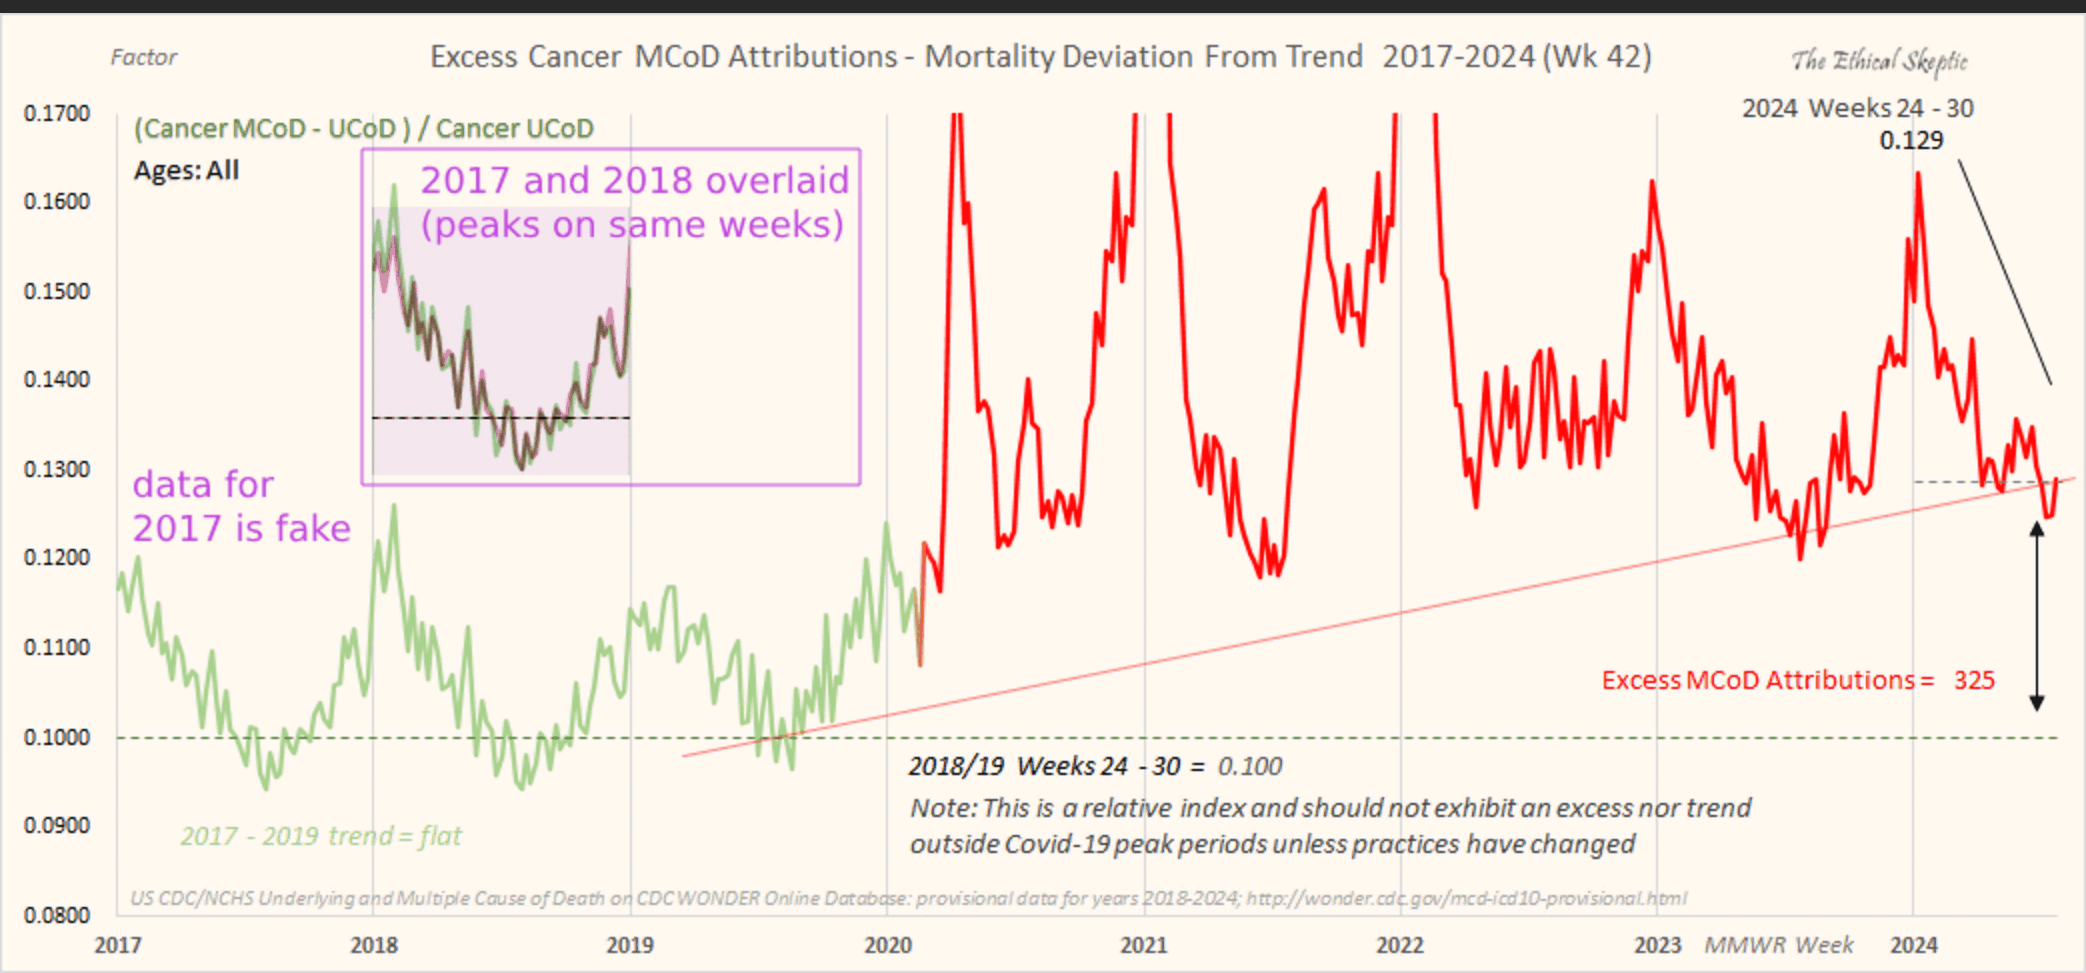 Factor
Excess Cancer MCoD Attributions - Mortality Deviation From Trend 2017-2024 (Wk 42)
The Ethical Skeptic
2024 Weeks 24 - 30
0.129
(Cancer MCoD - UCoD ) / Cancer UCoD
Ages: All
2017 and 2018 overlaid
(peaks on same weeks)
data for
2017 is fake
0.1700
0.1600
0.1500
0.1400
0.1300
0.1200
0.1100
0.1000
0.0900
0.0800
Excess MCoD Attributions = 325
2018/19 Weeks 24 - 30 = 0.100
Note: This is a relative index and should not exhibit an excess nor trend
outside Covid-19 peak periods unless practices have changed
2017 - 2019 trend = flat
US CDC/NCHS Underlying and Multiple Cause of Death on CDC WONDER Online Database: provisional data for years 2018-2024; http://wonder.cdc.gov/mcd-icd10-provisional.html
2017 2018 2019 2020 2021 2022 2023 MMWR Week 2024